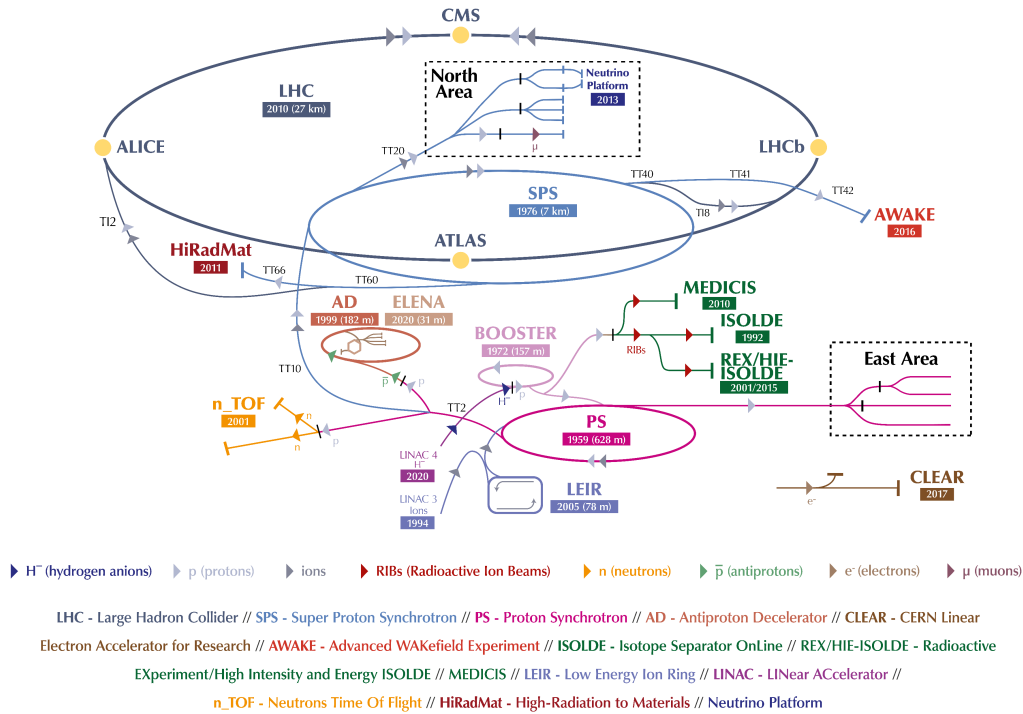 CMS
LHC
2010 (27 km)
North
Area
Neutrino
Platform
2013
μ
ALICE
LHCb
TT20
TT40
TT41
TT42
TI8
SPS
1976 (7 km)
AWAKE
2016
TI2
ATLAS
HiRadMat
2011
TT66
TT60
AD
1999 (182 m)
ELENA
2020 (31 m)
MEDICIS
2010
BOOSTER
1972 (157 m)
ISOLDE
1992
RIBs
REX/HIE-
ISOLDE
2001/2015
East Area
TT10
p̅
p
H⁻
p
n_TOF
2001
n
n
p
TT2
PS
1959 (628 m)
LINAC 4
H⁻
2020
LINAC 3
Ions
1994
LEIR
2005 (78 m)
CLEAR
2017
e⁻
H⁻ (hydrogen anions)
p (protons)
ions
RIBs (Radioactive Ion Beams)
n (neutrons)
p̅ (antiprotons)
e⁻ (electrons)
μ (muons)
LHC - Large Hadron Collider // SPS - Super Proton Synchrotron // PS - Proton Synchrotron // AD - Antiproton Decelerator // CLEAR - CERN Linear
Electron Accelerator for Research // AWAKE - Advanced WAKefield Experiment // ISOLDE - Isotope Separator OnLine // REX/HIE-ISOLDE - Radioactive
EXperiment/High Intensity and Energy ISOLDE // MEDICIS // LEIR - Low Energy Ion Ring // LINAC - LINear ACcelerator //
n_TOF - Neutrons Time Of Flight // HiRadMat - High-Radiation to Materials // Neutrino Platform